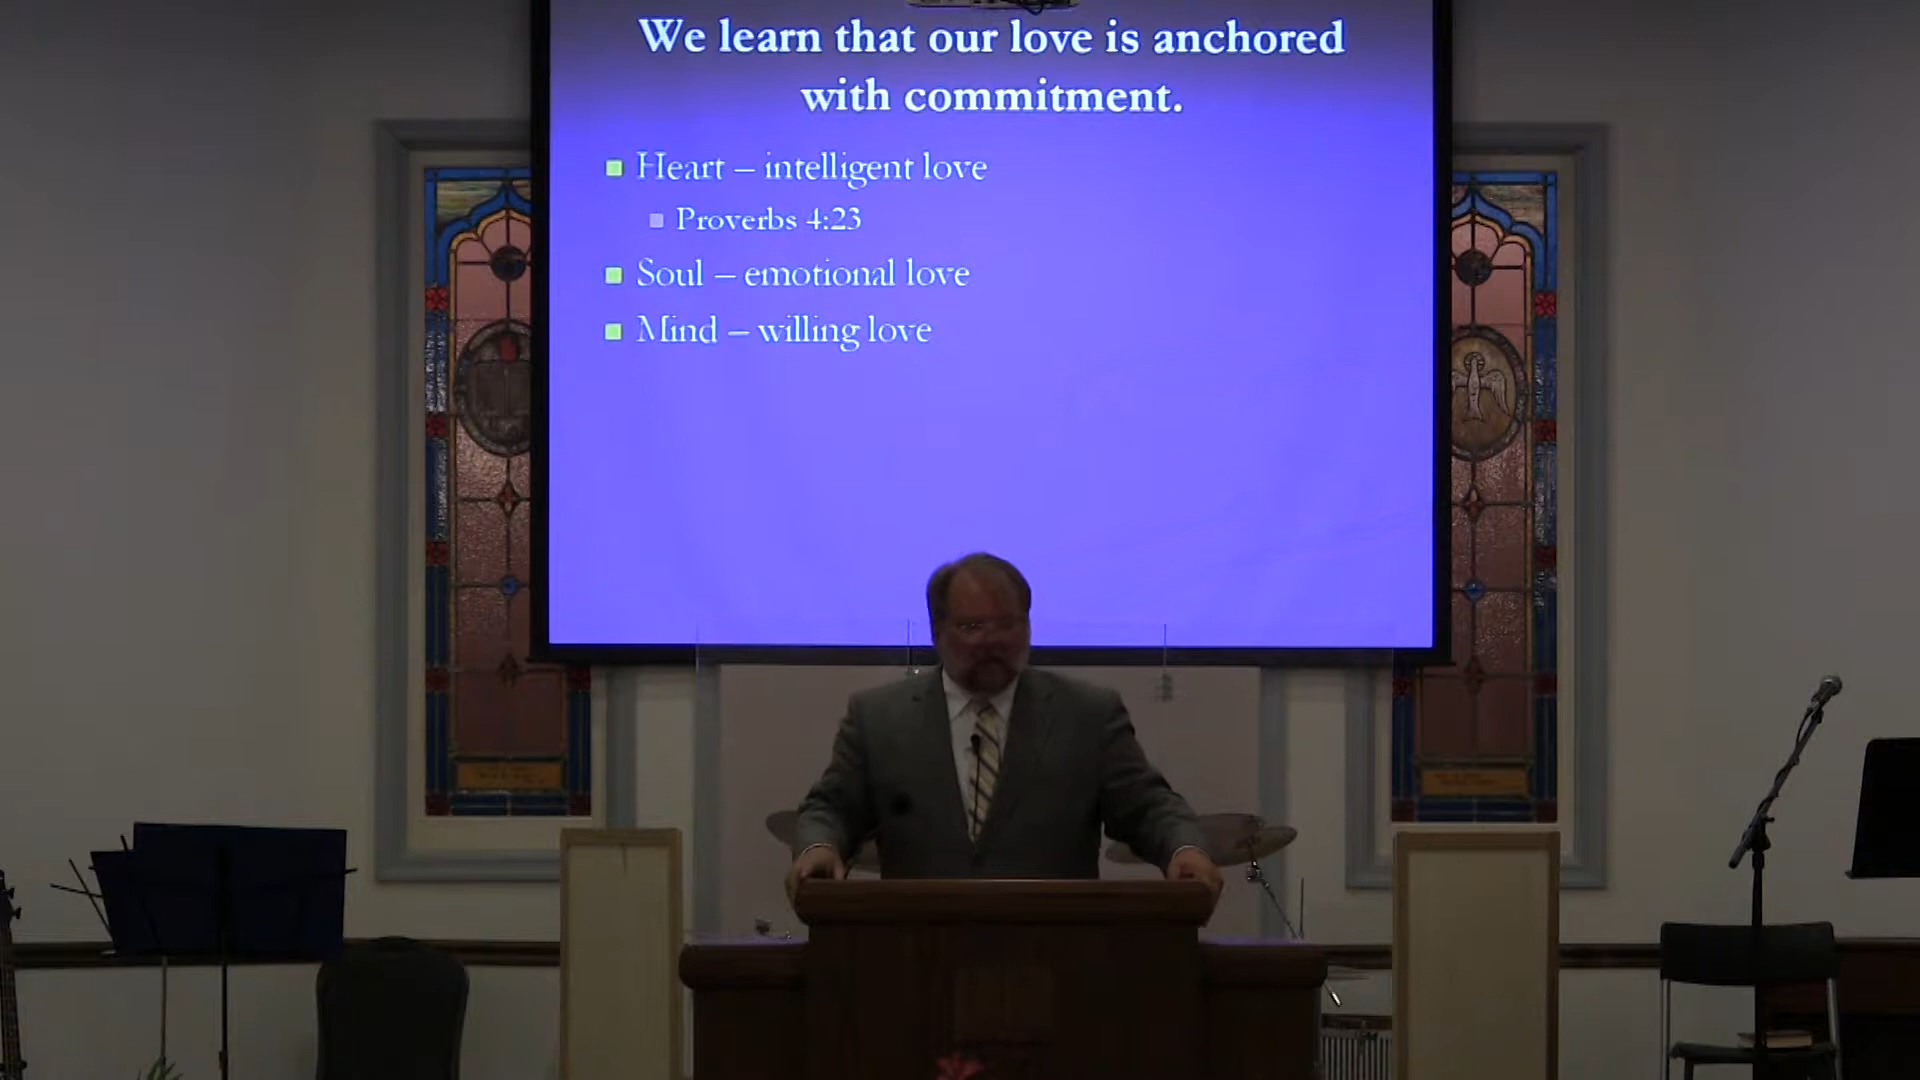 We learn that our love is anchored
with commitment.
Heart – intelligent love
Proverbs 4:23
Soul – emotional love
Mind – willing love